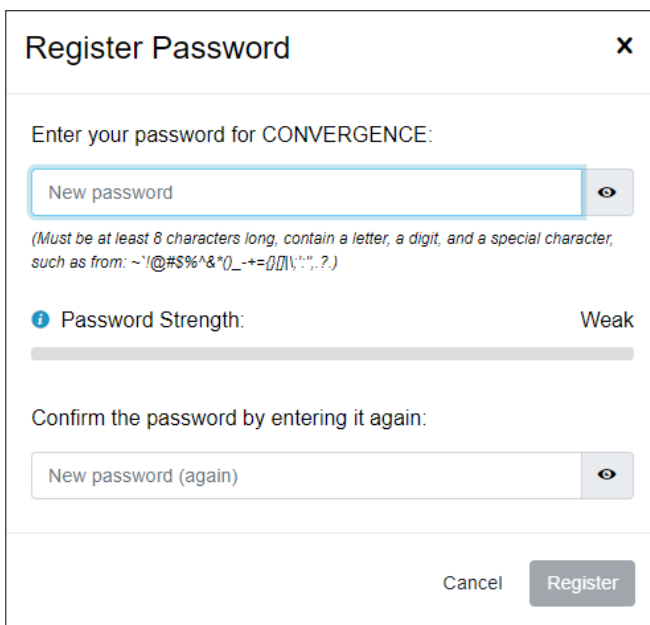 Register Password
Enter your password for CONVERGENCE:
New password
(Must be at least 8 characters long, contain a letter, a digit, and a special character,
such as from: ~`!@#$%^&*()_-+={}[]|\;':",.?.)
Password Strength:
Weak
Confirm the password by entering it again:
New password (again)
Cancel
Register